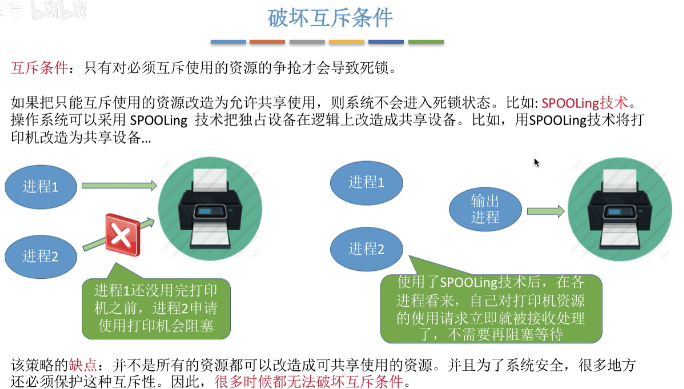 破坏互斥条件
互斥条件：只有对必须互斥使用的资源的争抢才会导致死锁。
如果把只能互斥使用的资源改造为允许共享使用，则系统不会进入死锁状态。比如: SPOOLing技术。
操作系统可以采用 SPOOLing 技术把独占设备在逻辑上改造成共享设备。比如，用SPOOLing技术将打
印机改造为共享设备...
进程1
进程2
进程1还没用完打印
机之前，进程2申请
使用打印机会阻塞
进程1
进程2
输出
进程
使用了SPOOLing技术后，在各
进程看来，自己对打印机资源
的使用请求立即就被接收处理
了，不需要再阻塞等待
该策略的缺点：并不是所有的资源都可以改造成可共享使用的资源。并且为了系统安全，很多地方
还必须保护这种互斥性。因此，很多时候都无法破坏互斥条件。